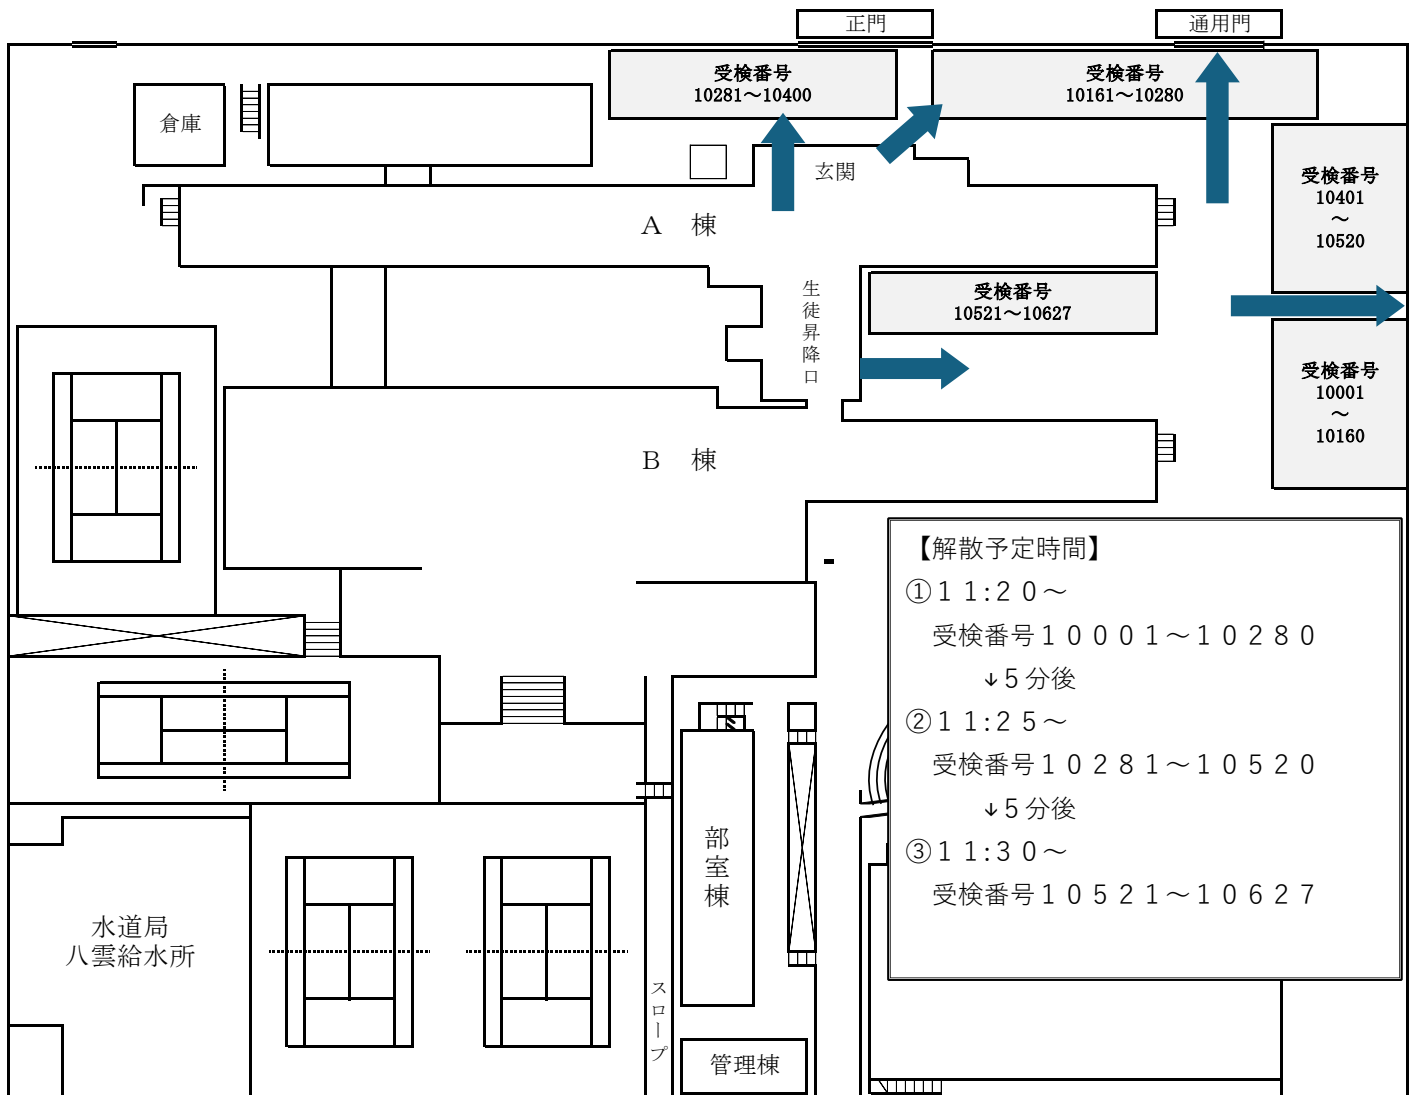 正門
通用門
受検番号
10281～10400
受検番号
10161～10280
倉庫
玄関
受検番号
10401
～
10520
A　棟
生徒昇降口
受検番号
10521～10627
受検番号
10001
～
10160
B　棟
【解散予定時間】
①１１:２０～
受検番号１０００１～１０２８０
↓５分後
②１１:２５～
受検番号１０２８１～１０５２０
↓５分後
③１１:３０～
受検番号１０５２１～１０６２７
部室棟
水道局
八雲給水所
スロープ
管理棟